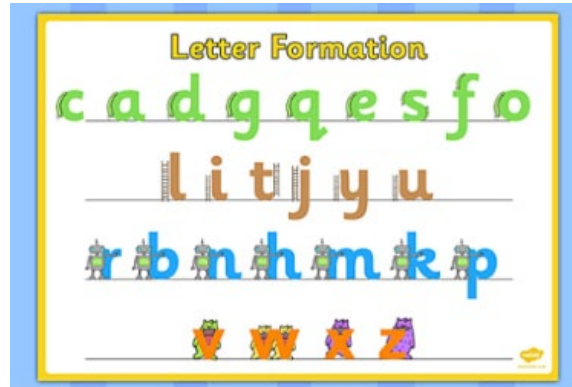 Letter Formation
c a d g q e s f o
l i t j y u
r b n h m k p
v w x z